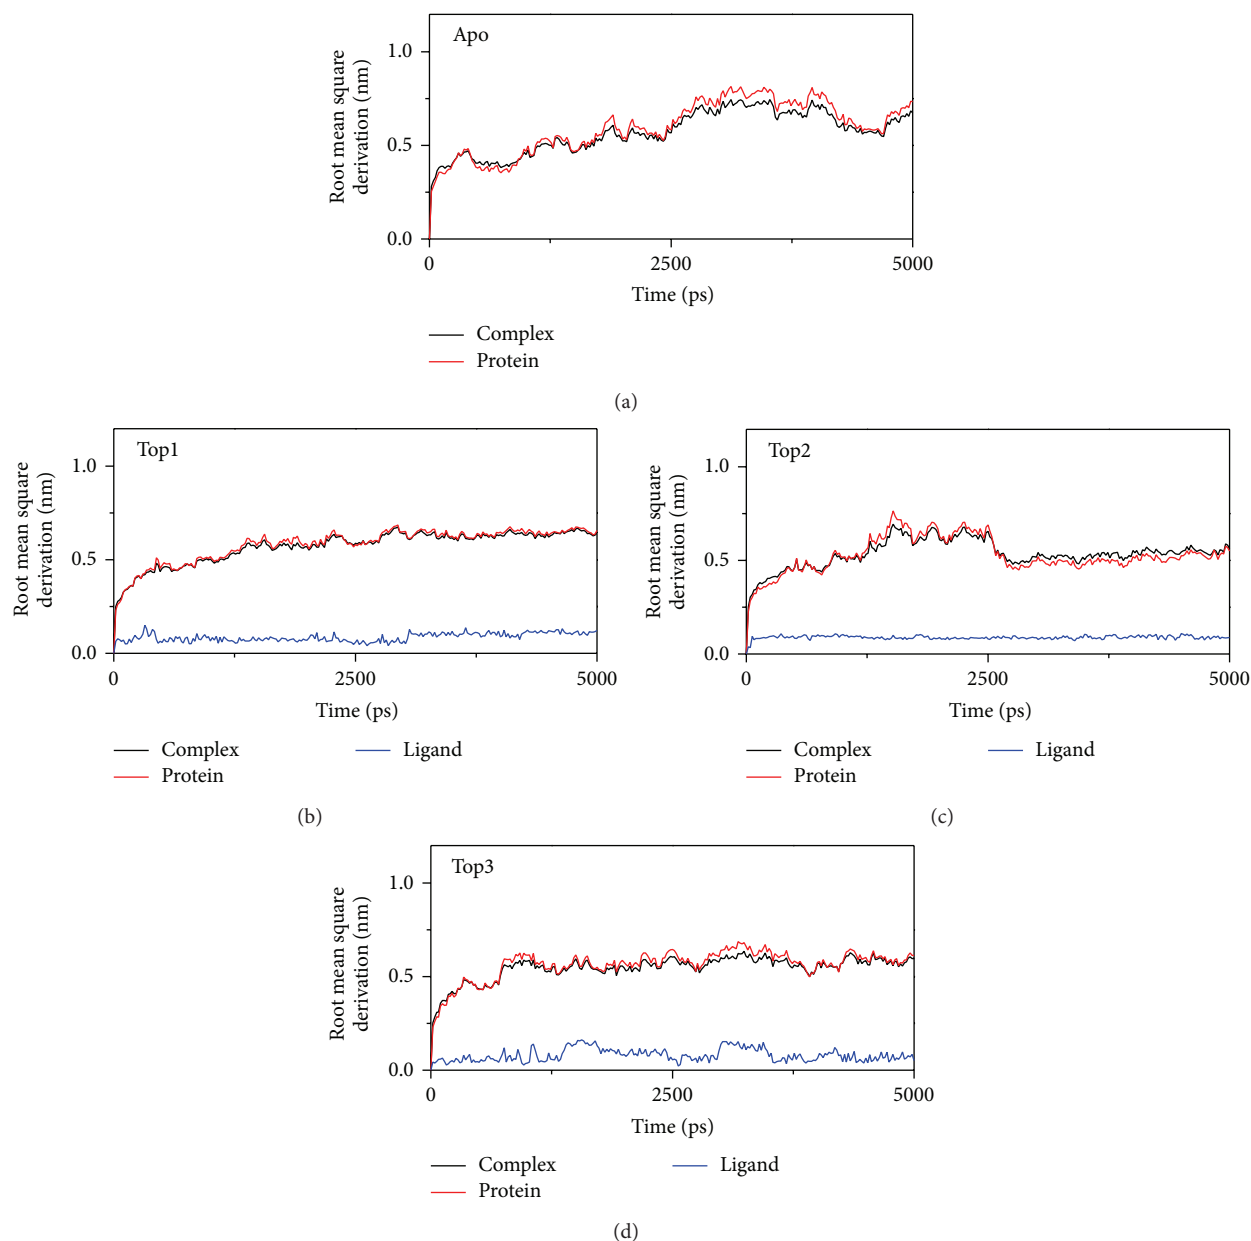 Apo
Root mean square
derivation (nm)
1.0
0.5
0.0
0
2500
5000
Time (ps)
Complex
Protein
(a)
Top1
Root mean square
derivation (nm)
1.0
0.5
0.0
0
2500
5000
Time (ps)
Complex
Ligand
Protein
(b)
Top2
Root mean square
derivation (nm)
1.0
0.5
0.0
0
2500
5000
Time (ps)
Complex
Ligand
Protein
(c)
Top3
Root mean square
derivation (nm)
1.0
0.5
0.0
0
2500
5000
Time (ps)
Complex
Ligand
Protein
(d)